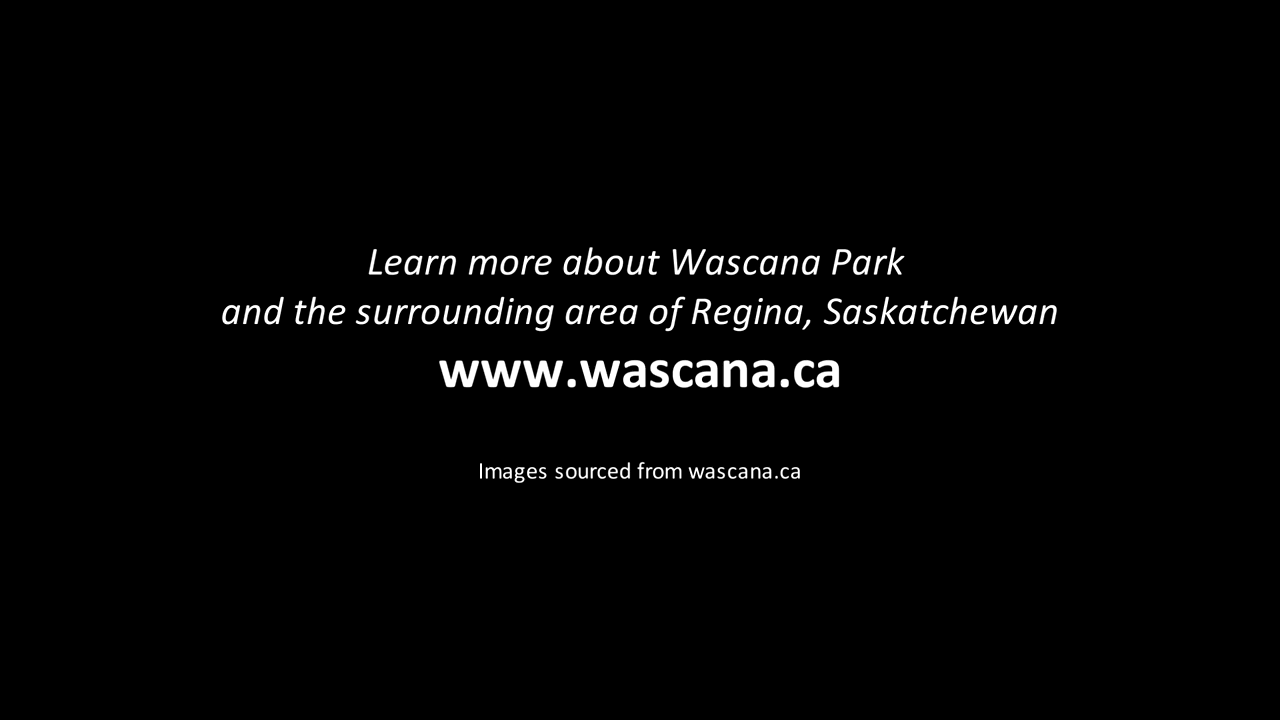 Learn more about Wascana Park
and the surrounding area of Regina, Saskatchewan
www.wascana.ca
Images sourced from wascana.ca